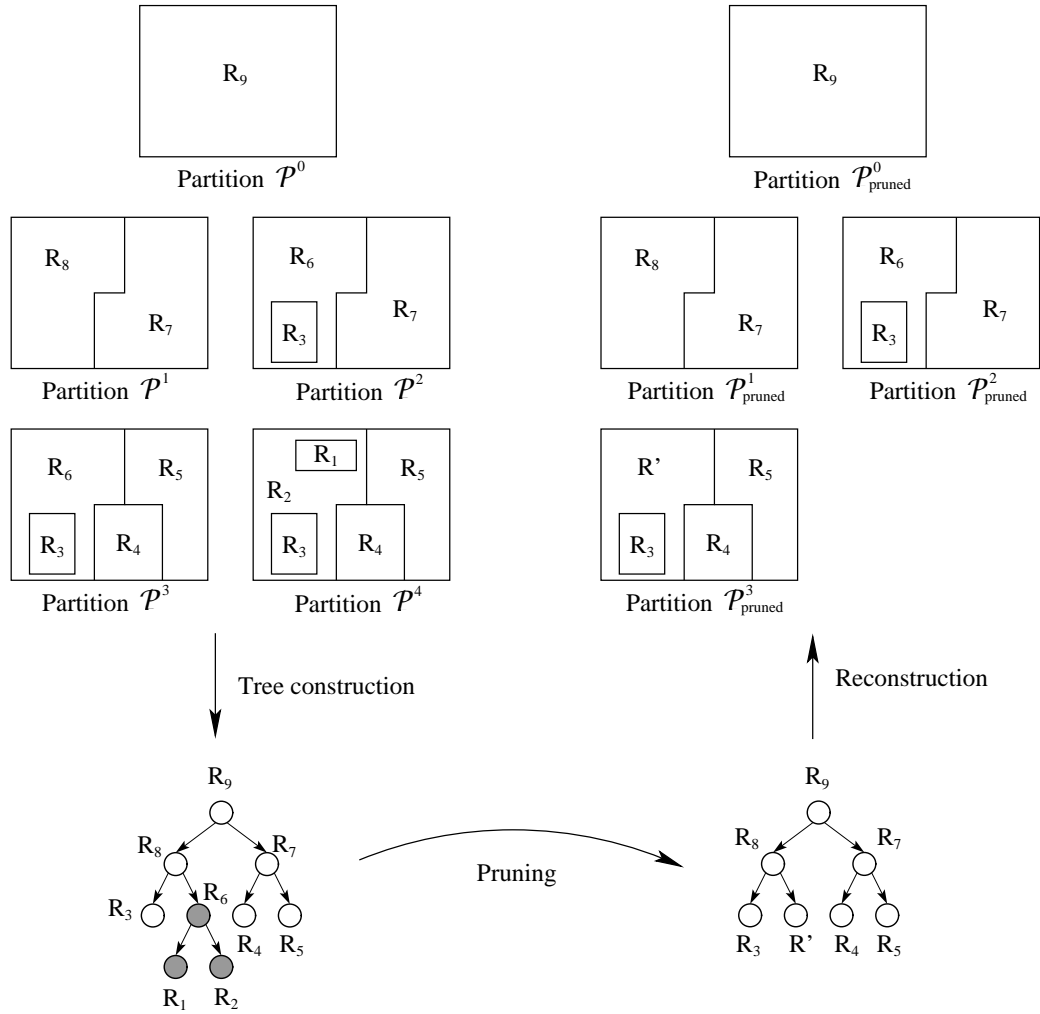 R₉
R₉
Partition 𝒫⁰
Partition 𝒫⁰pruned
R₈
R₇
R₆
R₃
R₇
R₈
R₇
R₆
R₃
R₇
Partition 𝒫¹
Partition 𝒫²
Partition 𝒫¹pruned
Partition 𝒫²pruned
R₆
R₅
R₃
R₄
R₁
R₂
R₅
R₃
R₄
R’
R₅
R₃
R₄
Partition 𝒫³
Partition 𝒫⁴
Partition 𝒫³pruned
Tree construction
Reconstruction
R₉
R₈
R₇
R₃
R₆
R₄
R₅
R₁
R₂
Pruning
R₉
R₈
R₇
R₃
R’
R₄
R₅